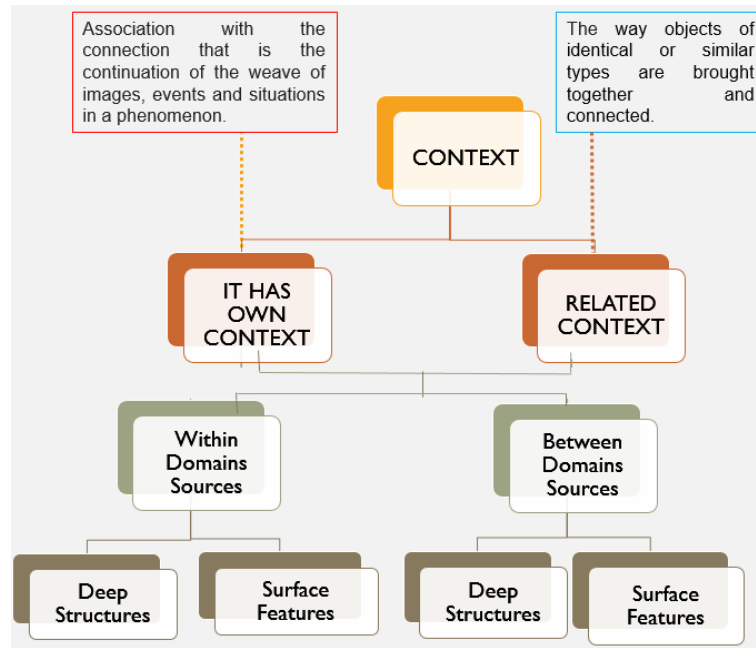 Association with the
connection that is the
continuation of the weave of
images, events and situations
in a phenomenon.
The way objects of
identical or similar
types are brought
together and
connected.
CONTEXT
IT HAS
OWN
CONTEXT
RELATED
CONTEXT
Within
Domains
Sources
Between
Domains
Sources
Deep
Structures
Surface
Features
Deep
Structures
Surface
Features